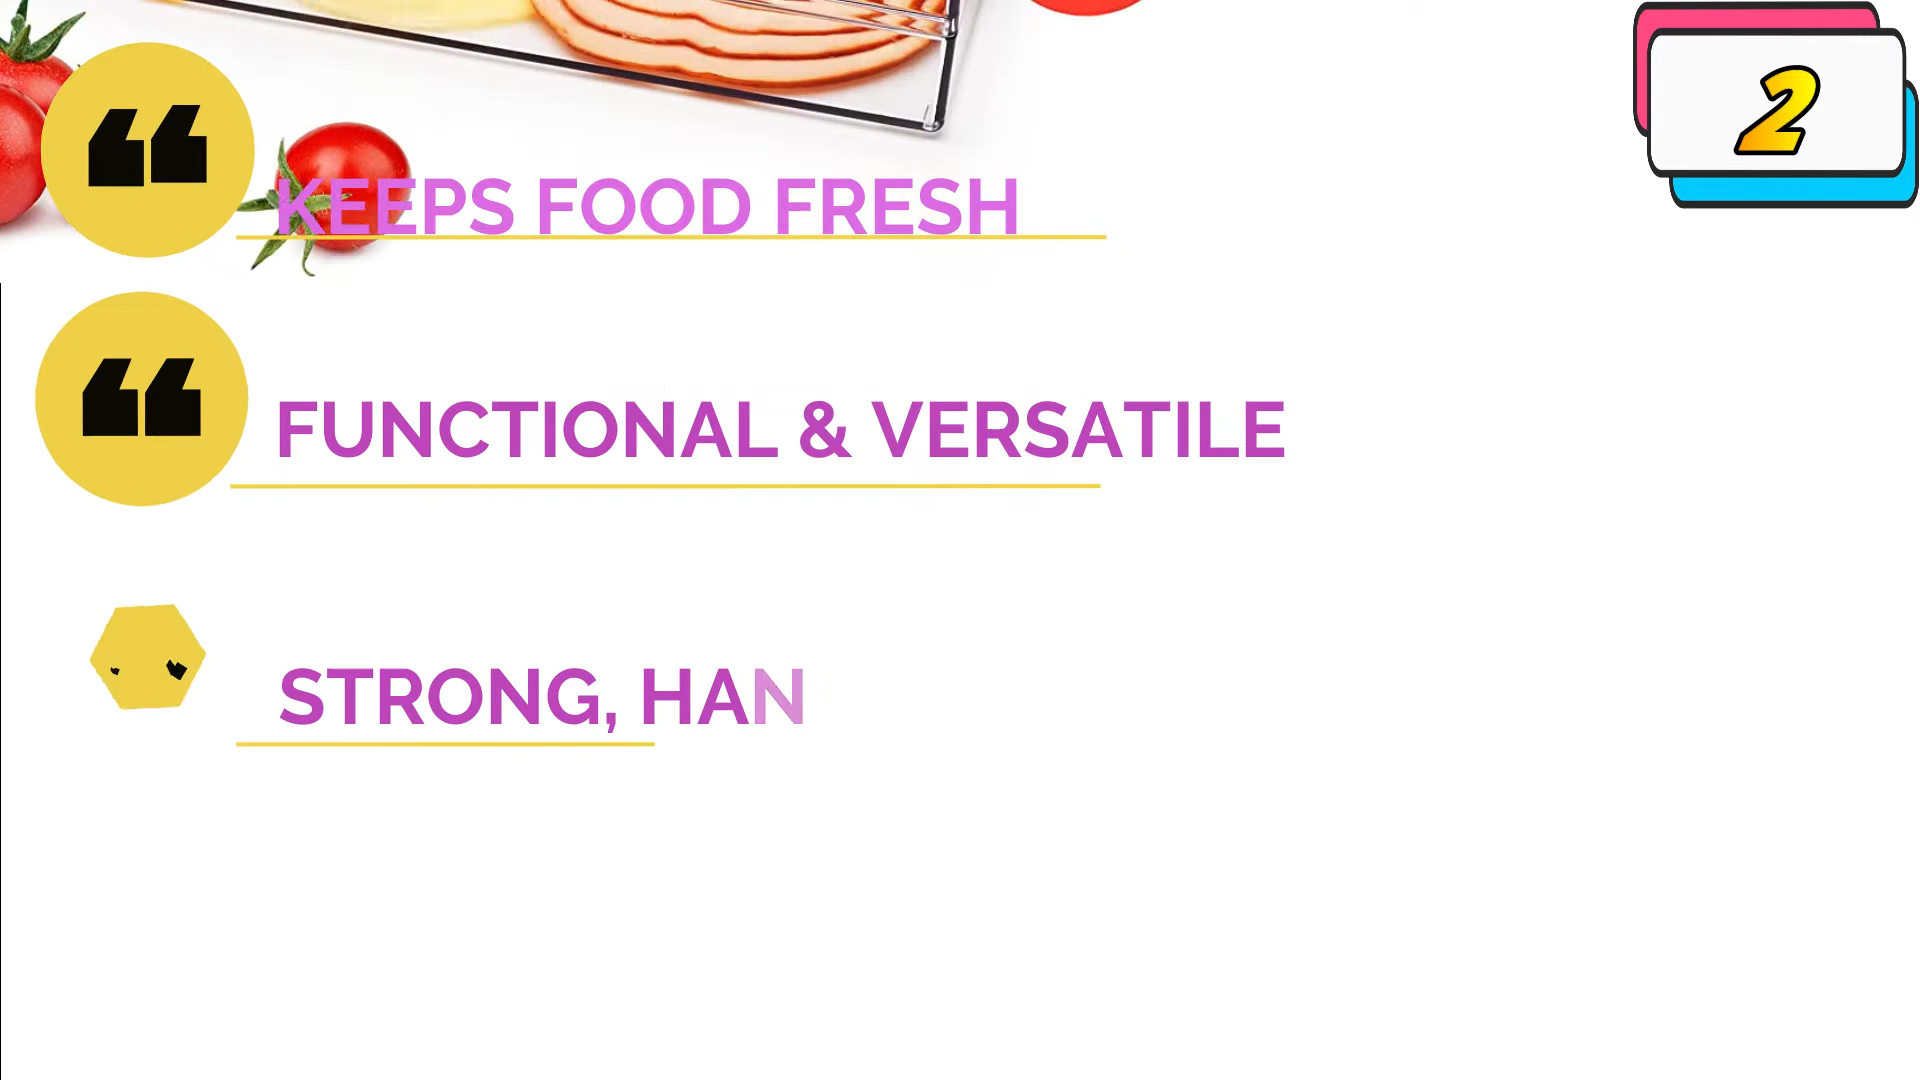 2
“
KEEPS FOOD FRESH
“
FUNCTIONAL & VERSATILE
STRONG, HAN